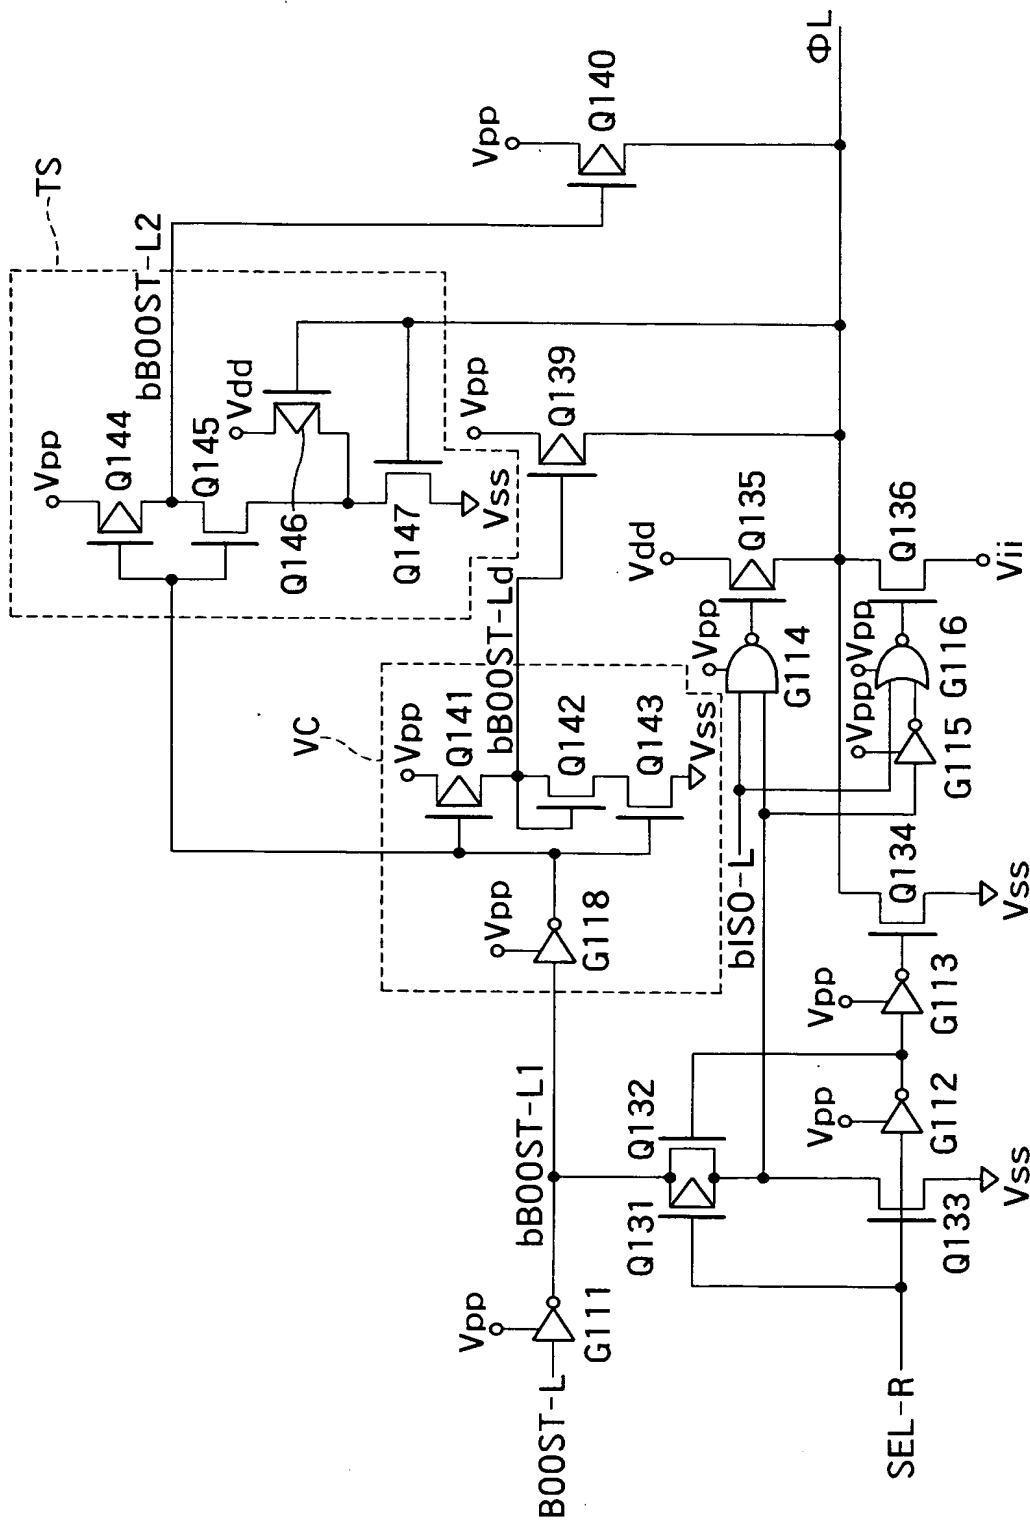 TS
Vpp
Q144
bBOOST-L2
Q145
Vdd
Q146
Q147
Vss
Vpp
Q140
ΦL
VC
Vpp
Q141
bBOOST-Ld
Q142
Q143
Vss
Vpp
Q139
Vpp
G118
Vdd
Q135
Vpp
G114
bISO-L
Vpp
Vpp
G116
G115
Q136
Vii
BOOST-L
Vpp
G111
bBOOST-L1
Q131
Q132
Q133
Vss
Vpp
G112
Vpp
G113
Q134
Vss
SEL-R